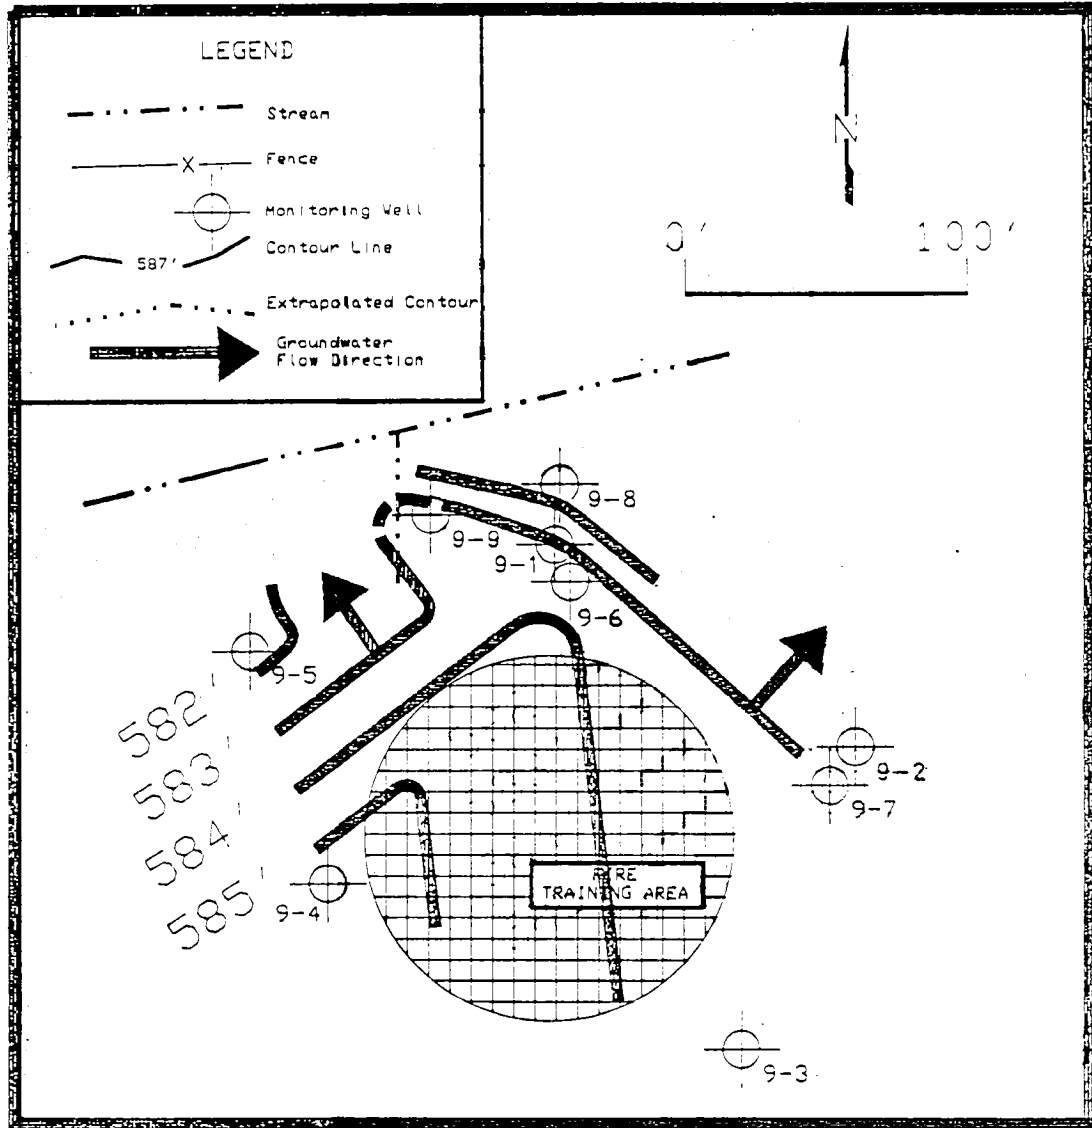 LEGEND
Stream
X Fence
Monitoring Well
587' Contour Line
Extrapolated Contour
Groundwater
Flow Direction
N
0' 100'
9-8
9-9
9-1
9-6
9-5
582'
583'
584'
585'
9-2
9-7
FIRE
TRAINING AREA
9-4
9-3